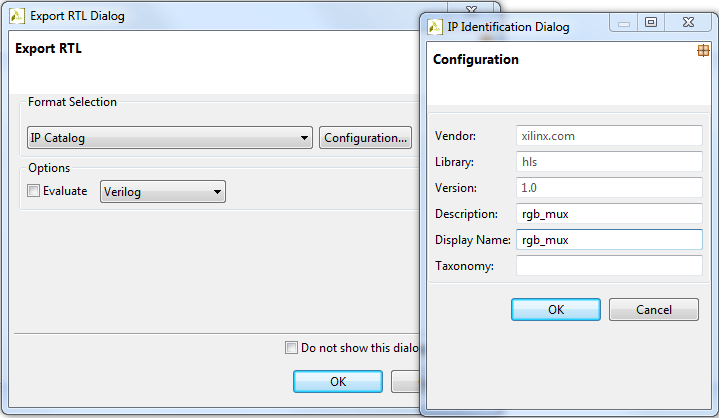 Export RTL Dialog
Export RTL
Format Selection
IP Catalog
Configuration...
Options
Evaluate
Verilog
Do not show this dialo
OK
IP Identification Dialog
Configuration
Vendor: xilinx.com
Library: hls
Version: 1.0
Description: rgb_mux
Display Name: rgb_mux
Taxonomy:
OK Cancel